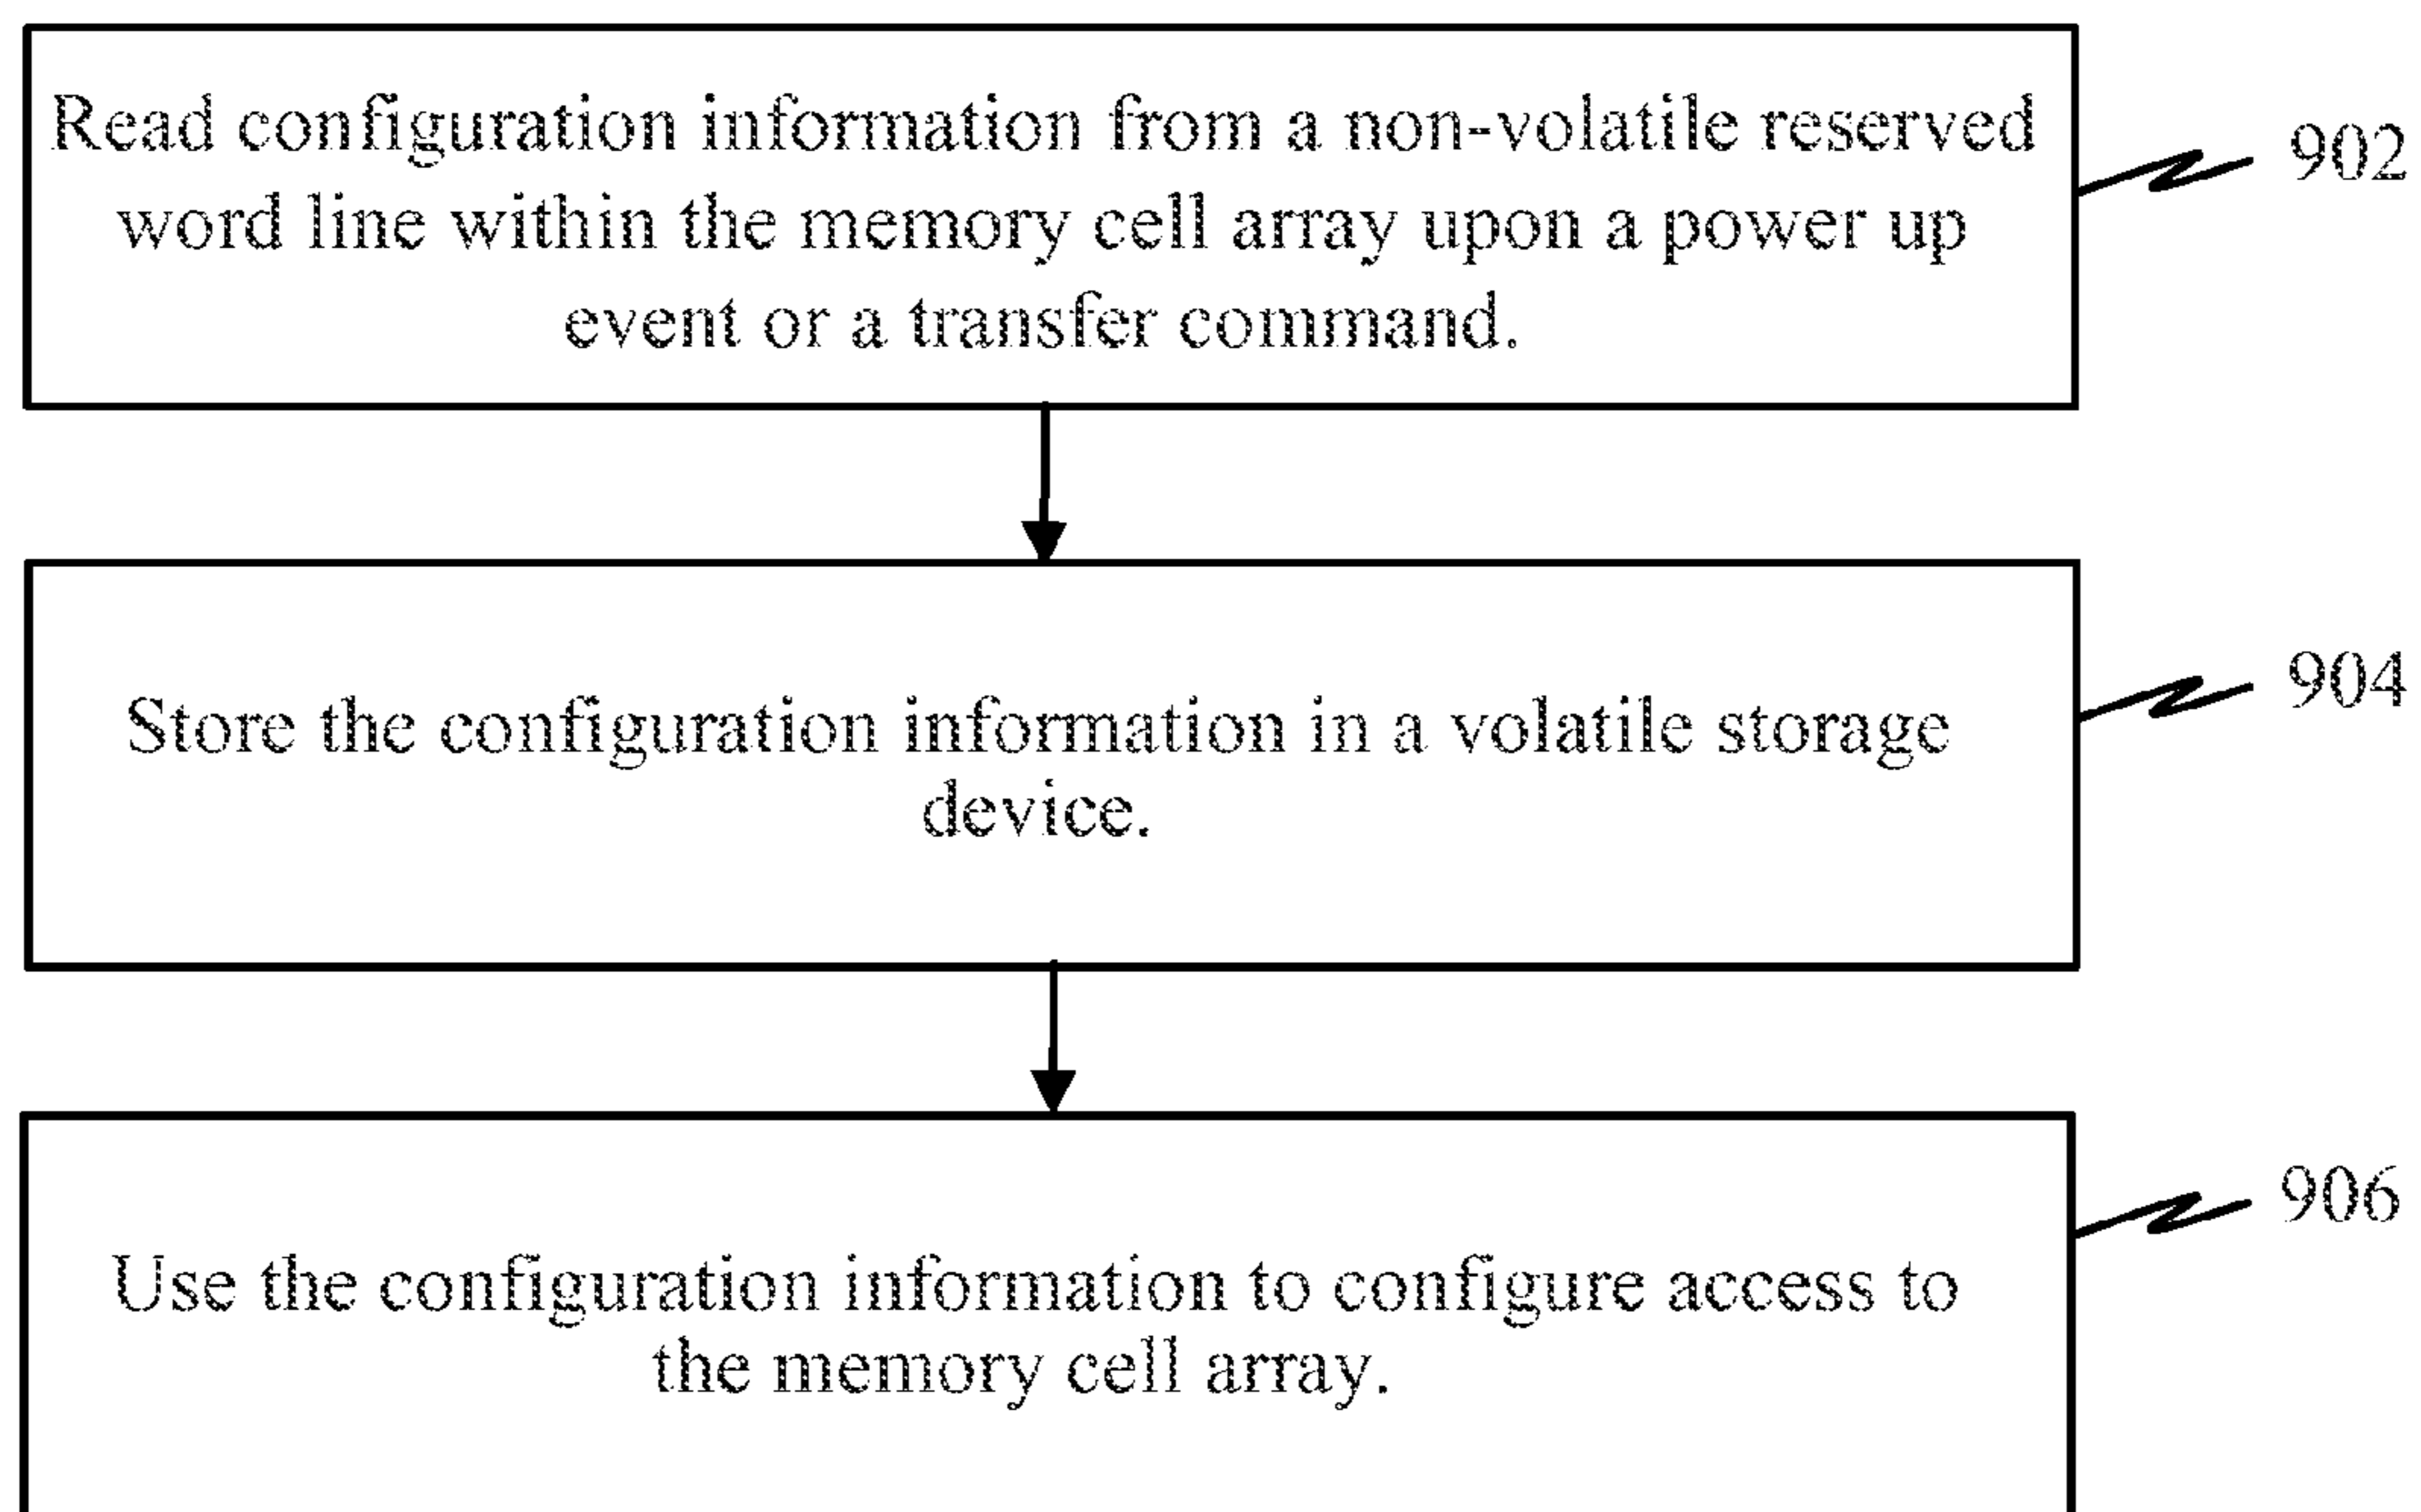 Read configuration information from a non-volatile reserved
word line within the memory cell array upon a power up
event or a transfer command.
902
Store the configuration information in a volatile storage
device.
904
Use the configuration information to configure access to
the memory cell array.
906